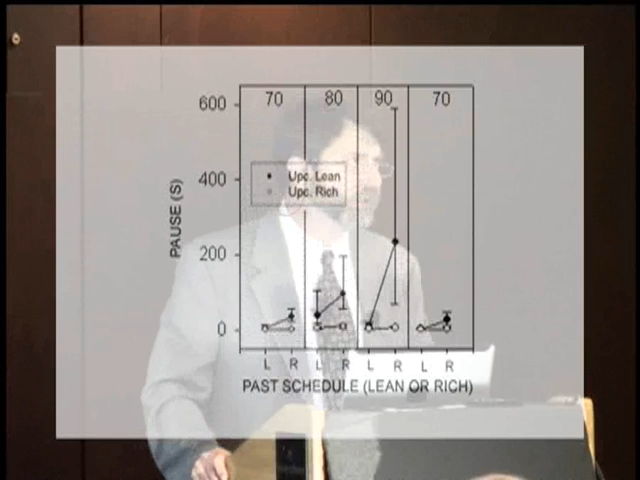 70 80 90 70
600
400
200
0
Upc. Lean
Upc. Rich
PAUSE (S)
L R L R L R L R
PAST SCHEDULE (LEAN OR RICH)